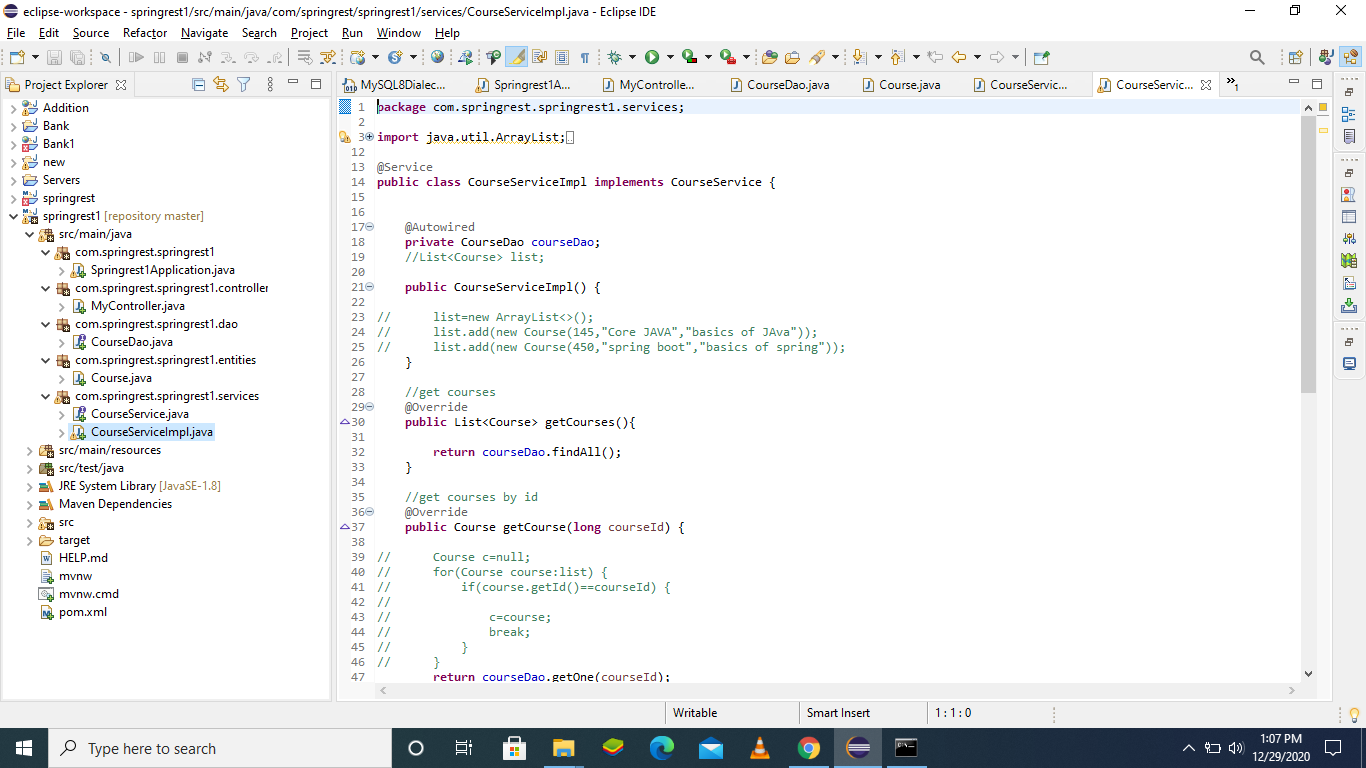 eclipse-workspace - springrest1/src/main/java/com/springrest/springrest1/services/CourseServiceImpl.java - Eclipse IDE
File Edit Source Refactor Navigate Search Project Run Window Help
Project Explorer
MySQL8Dialec... Springrest1A... MyControlle... CourseDao.java Course.java CourseServic... CourseServic... »1
Addition
Bank
Bank1
new
Servers
springrest
springrest1 [repository master]
src/main/java
com.springrest.springrest1
Springrest1Application.java
com.springrest.springrest1.controller
MyController.java
com.springrest.springrest1.dao
CourseDao.java
com.springrest.springrest1.entities
Course.java
com.springrest.springrest1.services
CourseService.java
CourseServiceImpl.java
src/main/resources
src/test/java
JRE System Library [JavaSE-1.8]
Maven Dependencies
src
target
HELP.md
mvnw
mvnw.cmd
pom.xml
1 package com.springrest.springrest1.services;
2
3 import java.util.ArrayList;
12
13 @Service
14 public class CourseServiceImpl implements CourseService {
15
16
17 @Autowired
18 private CourseDao courseDao;
19 //List<Course> list;
20
21 public CourseServiceImpl() {
22
23 // list=new ArrayList<>();
24 // list.add(new Course(145,"Core JAVA","basics of JAva"));
25 // list.add(new Course(450,"spring boot","basics of spring"));
26 }
27
28 //get courses
29 @Override
30 public List<Course> getCourses(){
31
32 return courseDao.findAll();
33 }
34
35 //get courses by id
36 @Override
37 public Course getCourse(long courseId) {
38
39 // Course c=null;
40 // for(Course course:list) {
41 // if(course.getId()==courseId) {
42 //
43 // c=course;
44 // break;
45 // }
46 // }
47 return courseDao.getOne(courseId);
Writable Smart Insert 1 : 1 : 0
Type here to search
1:07 PM
12/29/2020